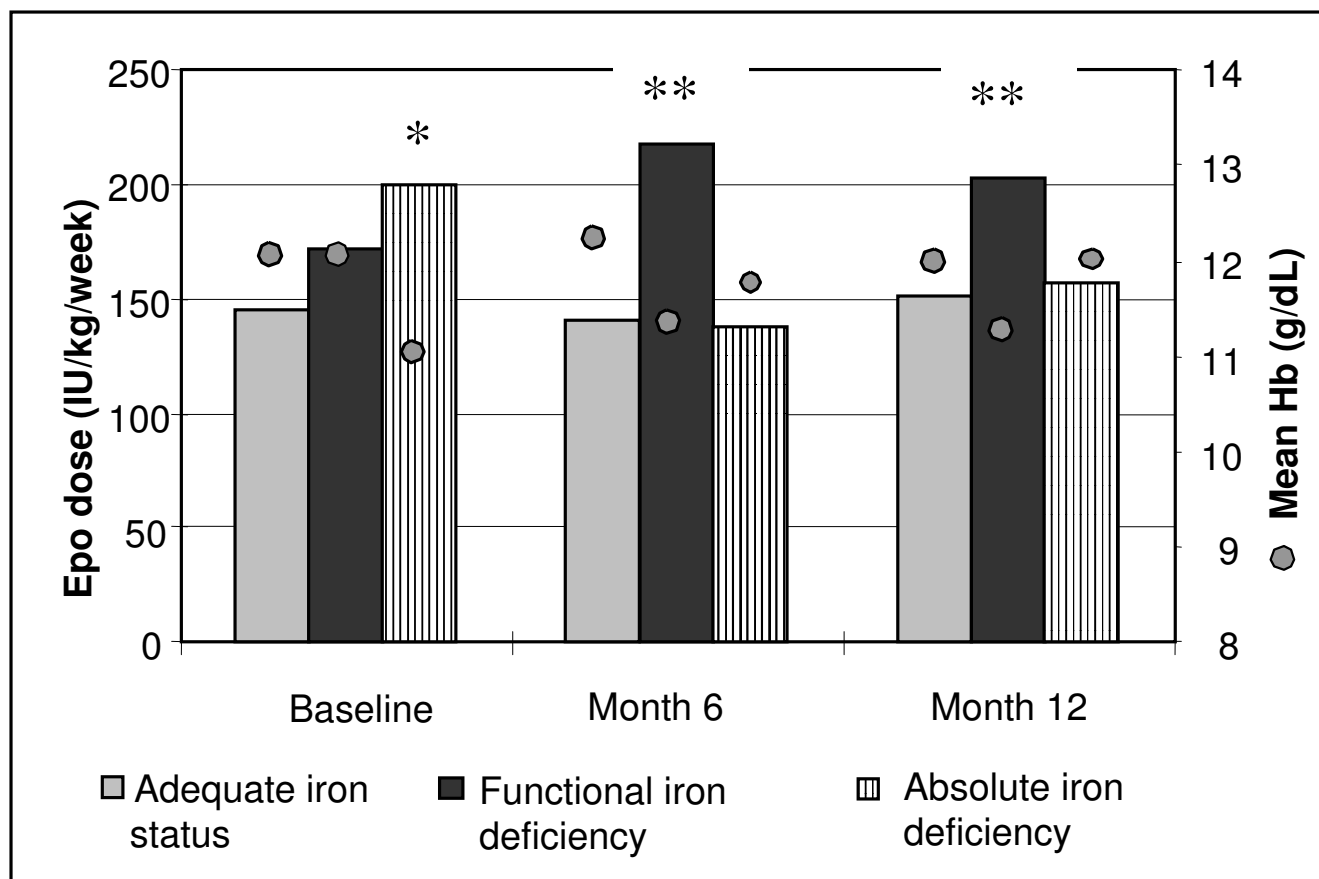 Epo dose (IU/kg/week)
250
200
150
100
50
0
*
**
**
14
13
12
11
10
9
8
Mean Hb (g/dL)
Baseline
Month 6
Month 12
Adequate iron
status
Functional iron
deficiency
Absolute iron
deficiency